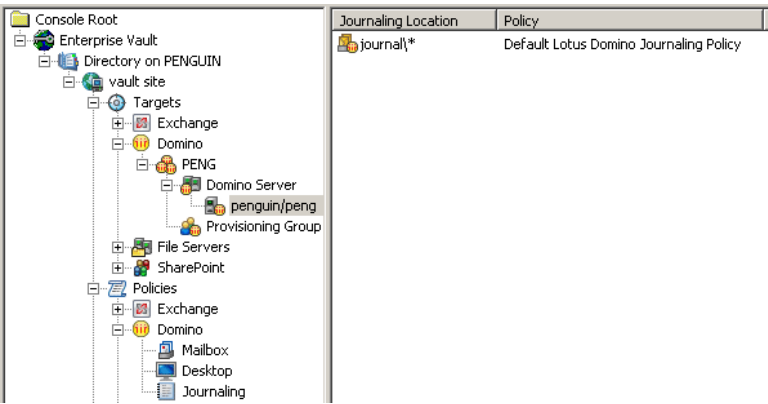 Console Root
Enterprise Vault
Directory on PENGUIN
vault site
Targets
Exchange
Domino
PENG
Domino Server
penguin/peng
Provisioning Group
File Servers
SharePoint
Policies
Exchange
Domino
Mailbox
Desktop
Journaling
Journaling Location Policy
journal\* Default Lotus Domino Journaling Policy